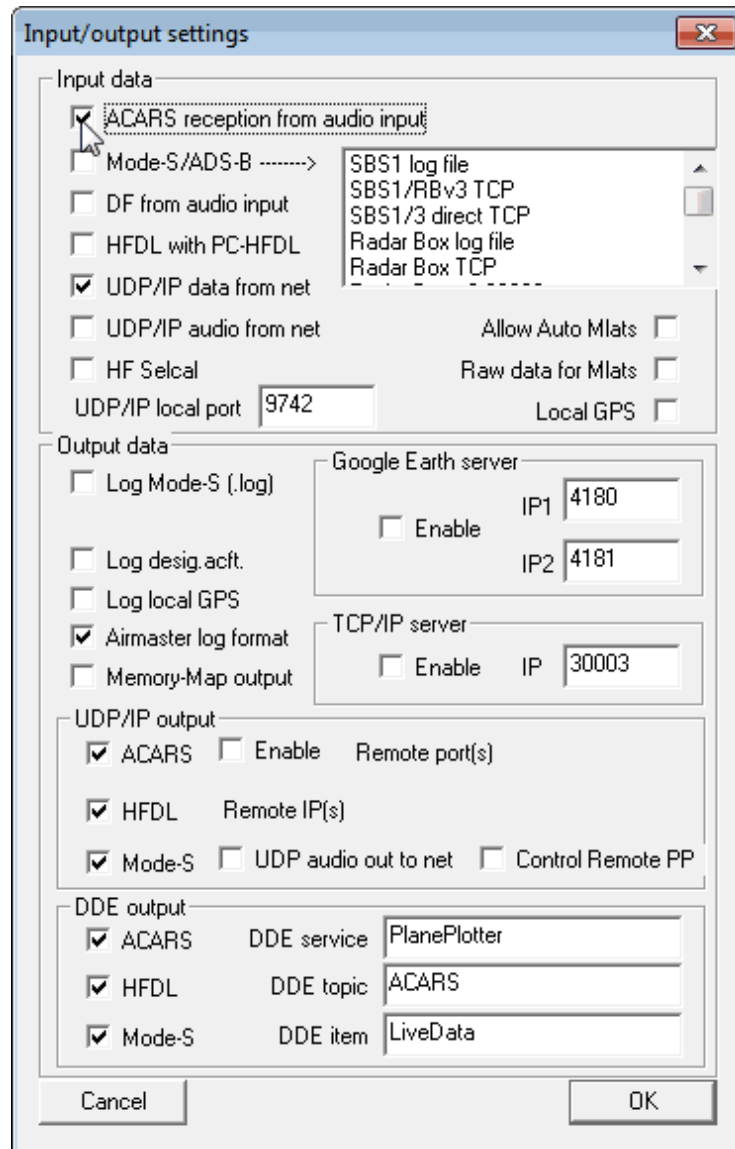 Input/output settings
Input data
ACARS reception from audio input
Mode-S/ADS-B -------->
SBS1 log file
SBS1/RBv3 TCP
SBS1/3 direct TCP
Radar Box log file
Radar Box TCP
DF from audio input
HFDL with PC-HFDL
UDP/IP data from net
UDP/IP audio from net
Allow Auto Mlats
HF Selcal
Raw data for Mlats
UDP/IP local port 9742
Local GPS
Output data
Log Mode-S (.log)
Google Earth server
Enable
IP1 4180
IP2 4181
Log desig.acft.
Log local GPS
Airmaster log format
Memory-Map output
TCP/IP server
Enable IP 30003
UDP/IP output
ACARS Enable Remote port(s)
HFDL Remote IP(s)
Mode-S UDP audio out to net Control Remote PP
DDE output
ACARS DDE service PlanePlotter
HFDL DDE topic ACARS
Mode-S DDE item LiveData
Cancel OK